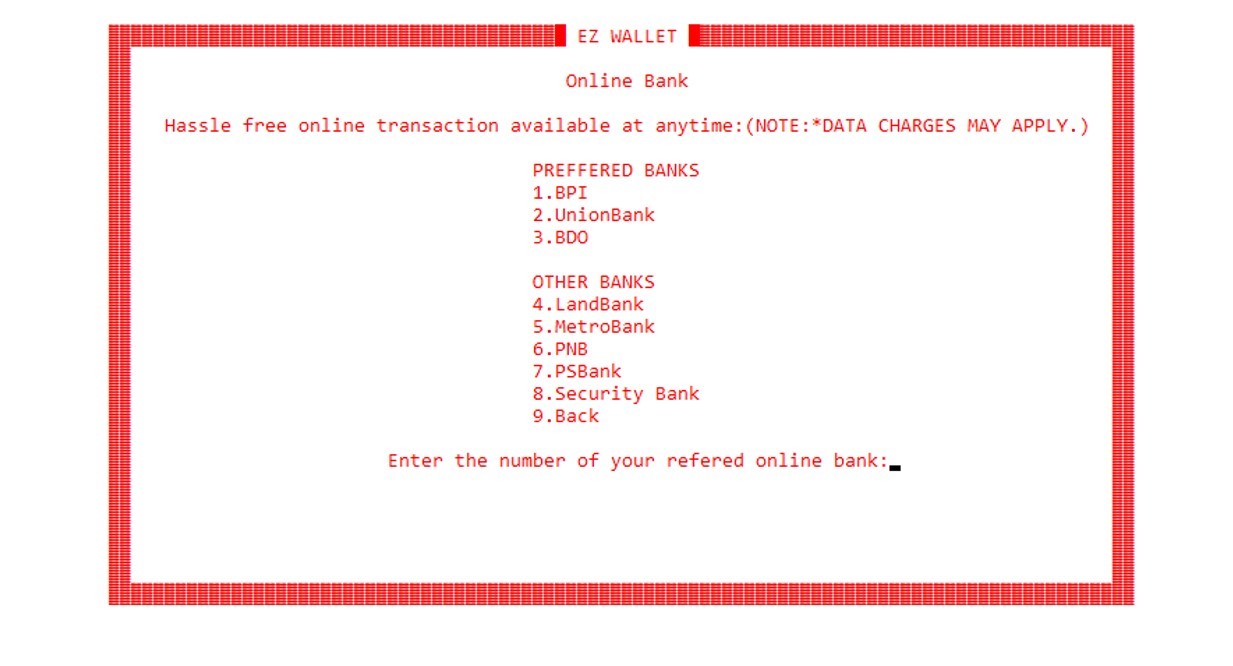 EZ WALLET
Online Bank
Hassle free online transaction available at anytime:(NOTE:*DATA CHARGES MAY APPLY.)
PREFFERED BANKS
1.BPI
2.UnionBank
3.BDO
OTHER BANKS
4.LandBank
5.MetroBank
6.PNB
7.PSBank
8.Security Bank
9.Back
Enter the number of your refered online bank: